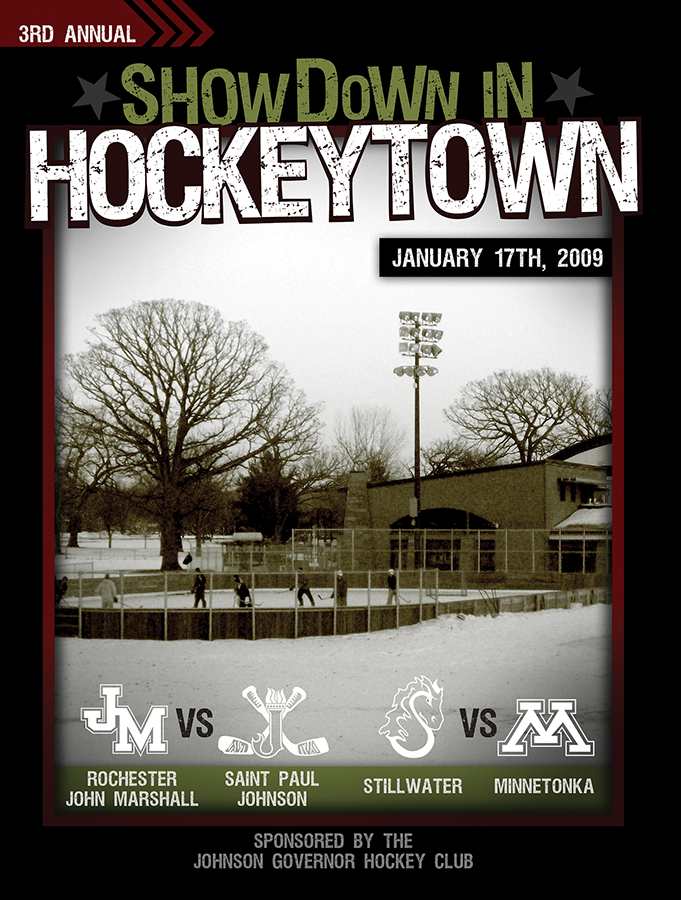 3RD ANNUAL
SHOWDOWN IN
HOCKEYTOWN
JANUARY 17TH, 2009
JM VS VS M
ROCHESTER JOHN MARSHALL
SAINT PAUL JOHNSON
STILLWATER
MINNETONKA
SPONSORED BY THE
JOHNSON GOVERNOR HOCKEY CLUB